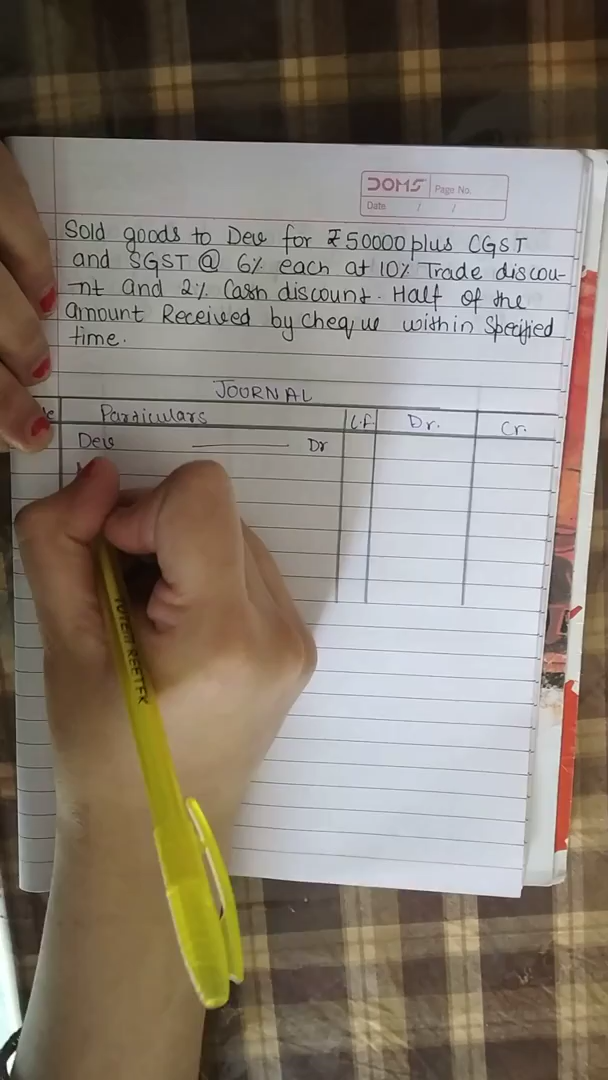 DOMS Page No.
Date / /
Sold goods to Dev for ₹50000 plus CGST
and SGST @ 6% each at 10% Trade discou-
nt and 2% Cash discount. Half of the
amount Received by cheque within specified
time.
JOURNAL
Particulars L.F. Dr. Cr.
Dev Dr